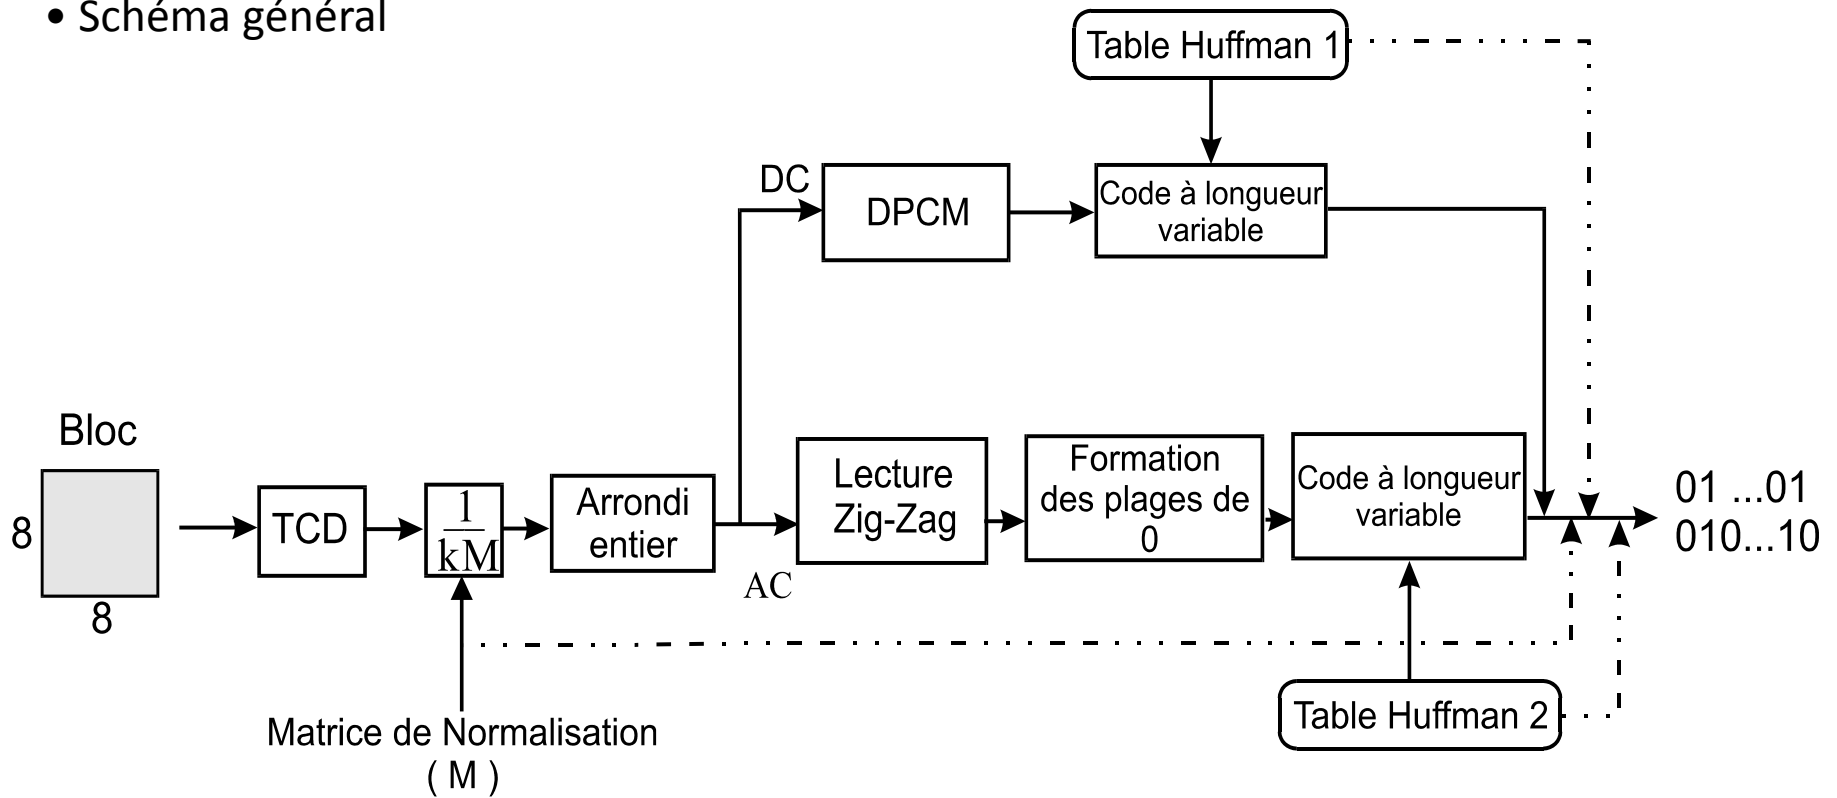 • Schéma général
Table Huffman 1
DC
DPCM
Code à longueur
variable
Bloc
8
8
TCD
1
kM
Arrondi
entier
AC
Lecture
Zig-Zag
Formation
des plages de
0
Code à longueur
variable
01 ...01
010...10
Matrice de Normalisation
( M )
Table Huffman 2